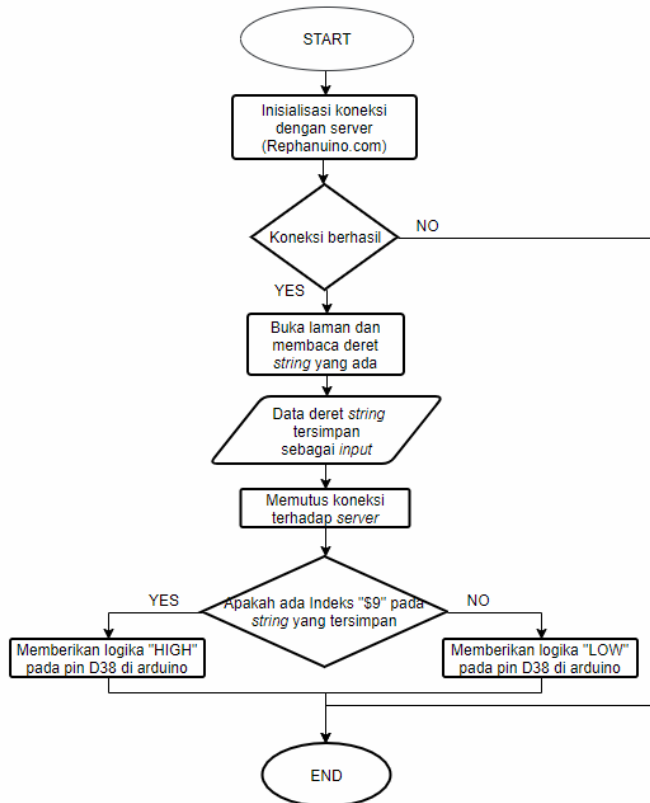 START
Inisialisasi koneksi
dengan server
(Rephanuino.com)
Koneksi berhasil
NO
YES
Buka laman dan
membaca deret
string yang ada
Data deret string
tersimpan
sebagai input
Memutus koneksi
terhadap server
YES
Apakah ada Indeks "$9" pada
string yang tersimpan
NO
Memberikan logika "HIGH"
pada pin D38 di arduino
Memberikan logika "LOW"
pada pin D38 di arduino
END